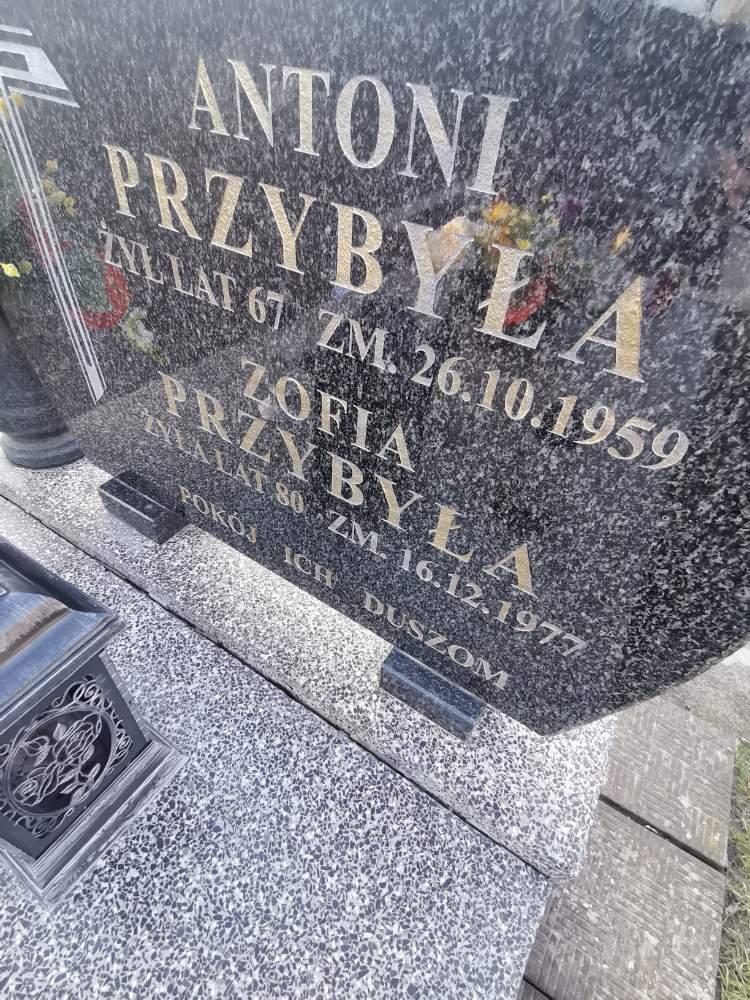 ANTONI
PRZYBYŁA
ŻYŁ LAT 67 ZM. 26.10.1959
ZOFIA
PRZYBYŁA
ŻYŁA LAT 80 ZM. 16.12.1977
POKÓJ ICH DUSZOM